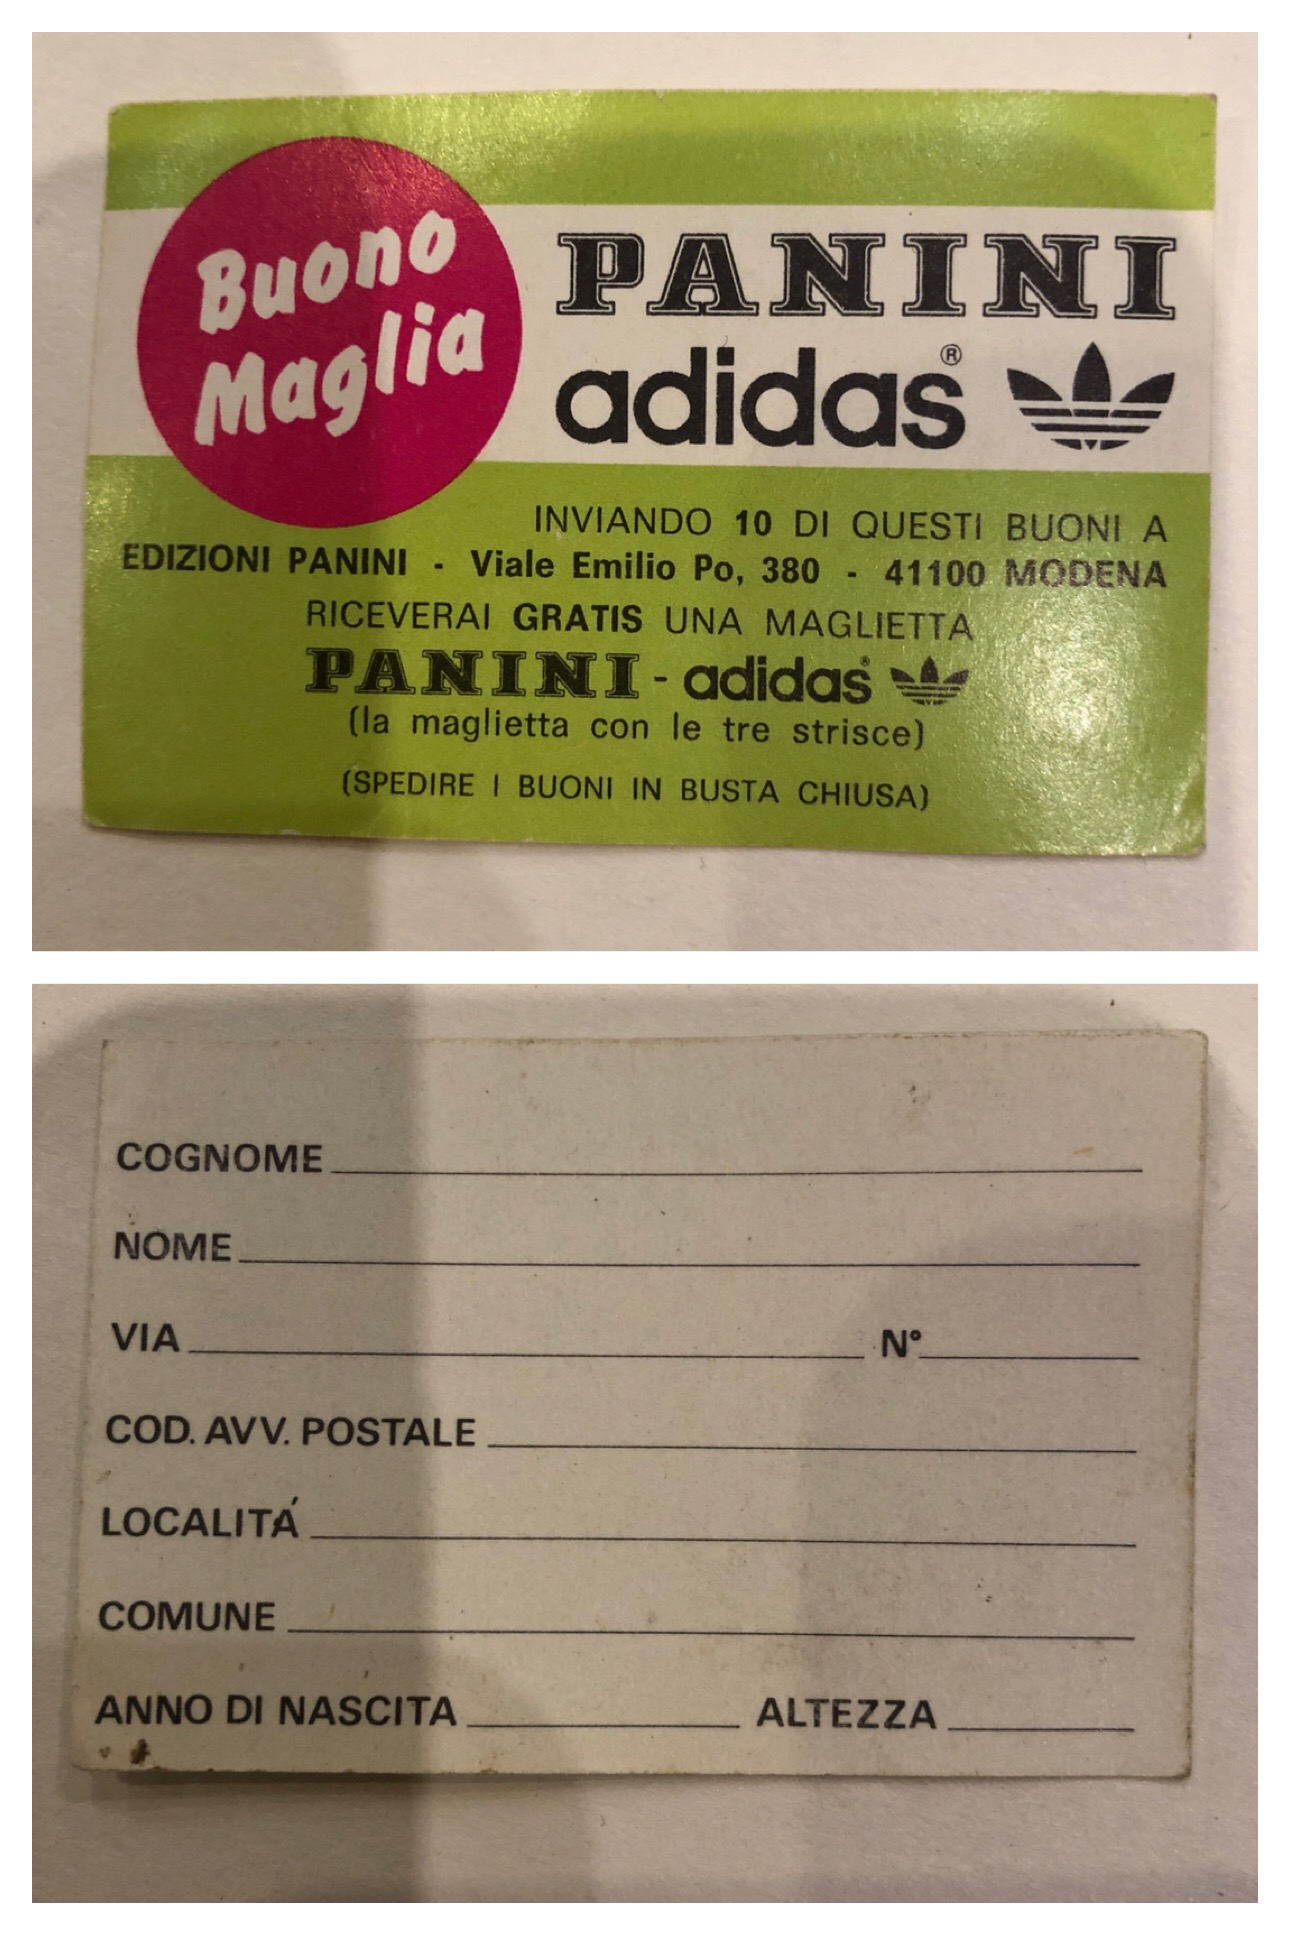 Buono
Maglia
PANINI
adidas®
INVIANDO 10 DI QUESTI BUONI A
EDIZIONI PANINI - Viale Emilio Po, 380 - 41100 MODENA
RICEVERAI GRATIS UNA MAGLIETTA
PANINI - adidas®
(la maglietta con le tre strisce)
(SPEDIRE I BUONI IN BUSTA CHIUSA)
COGNOME
NOME
VIA N°
COD. AVV. POSTALE
LOCALITÁ
COMUNE
ANNO DI NASCITA ALTEZZA